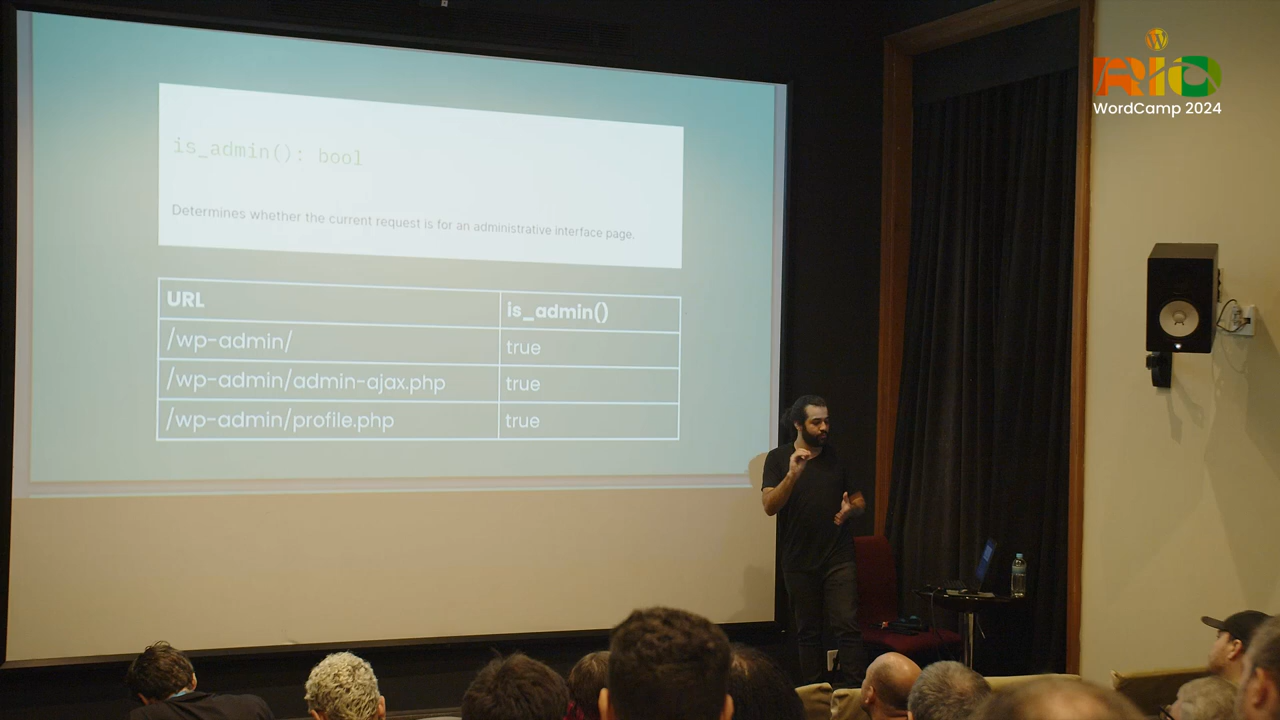 RIO
WordCamp 2024
is_admin(): bool
Determines whether the current request is for an administrative interface page.
URL is_admin()
/wp-admin/ true
/wp-admin/admin-ajax.php true
/wp-admin/profile.php true